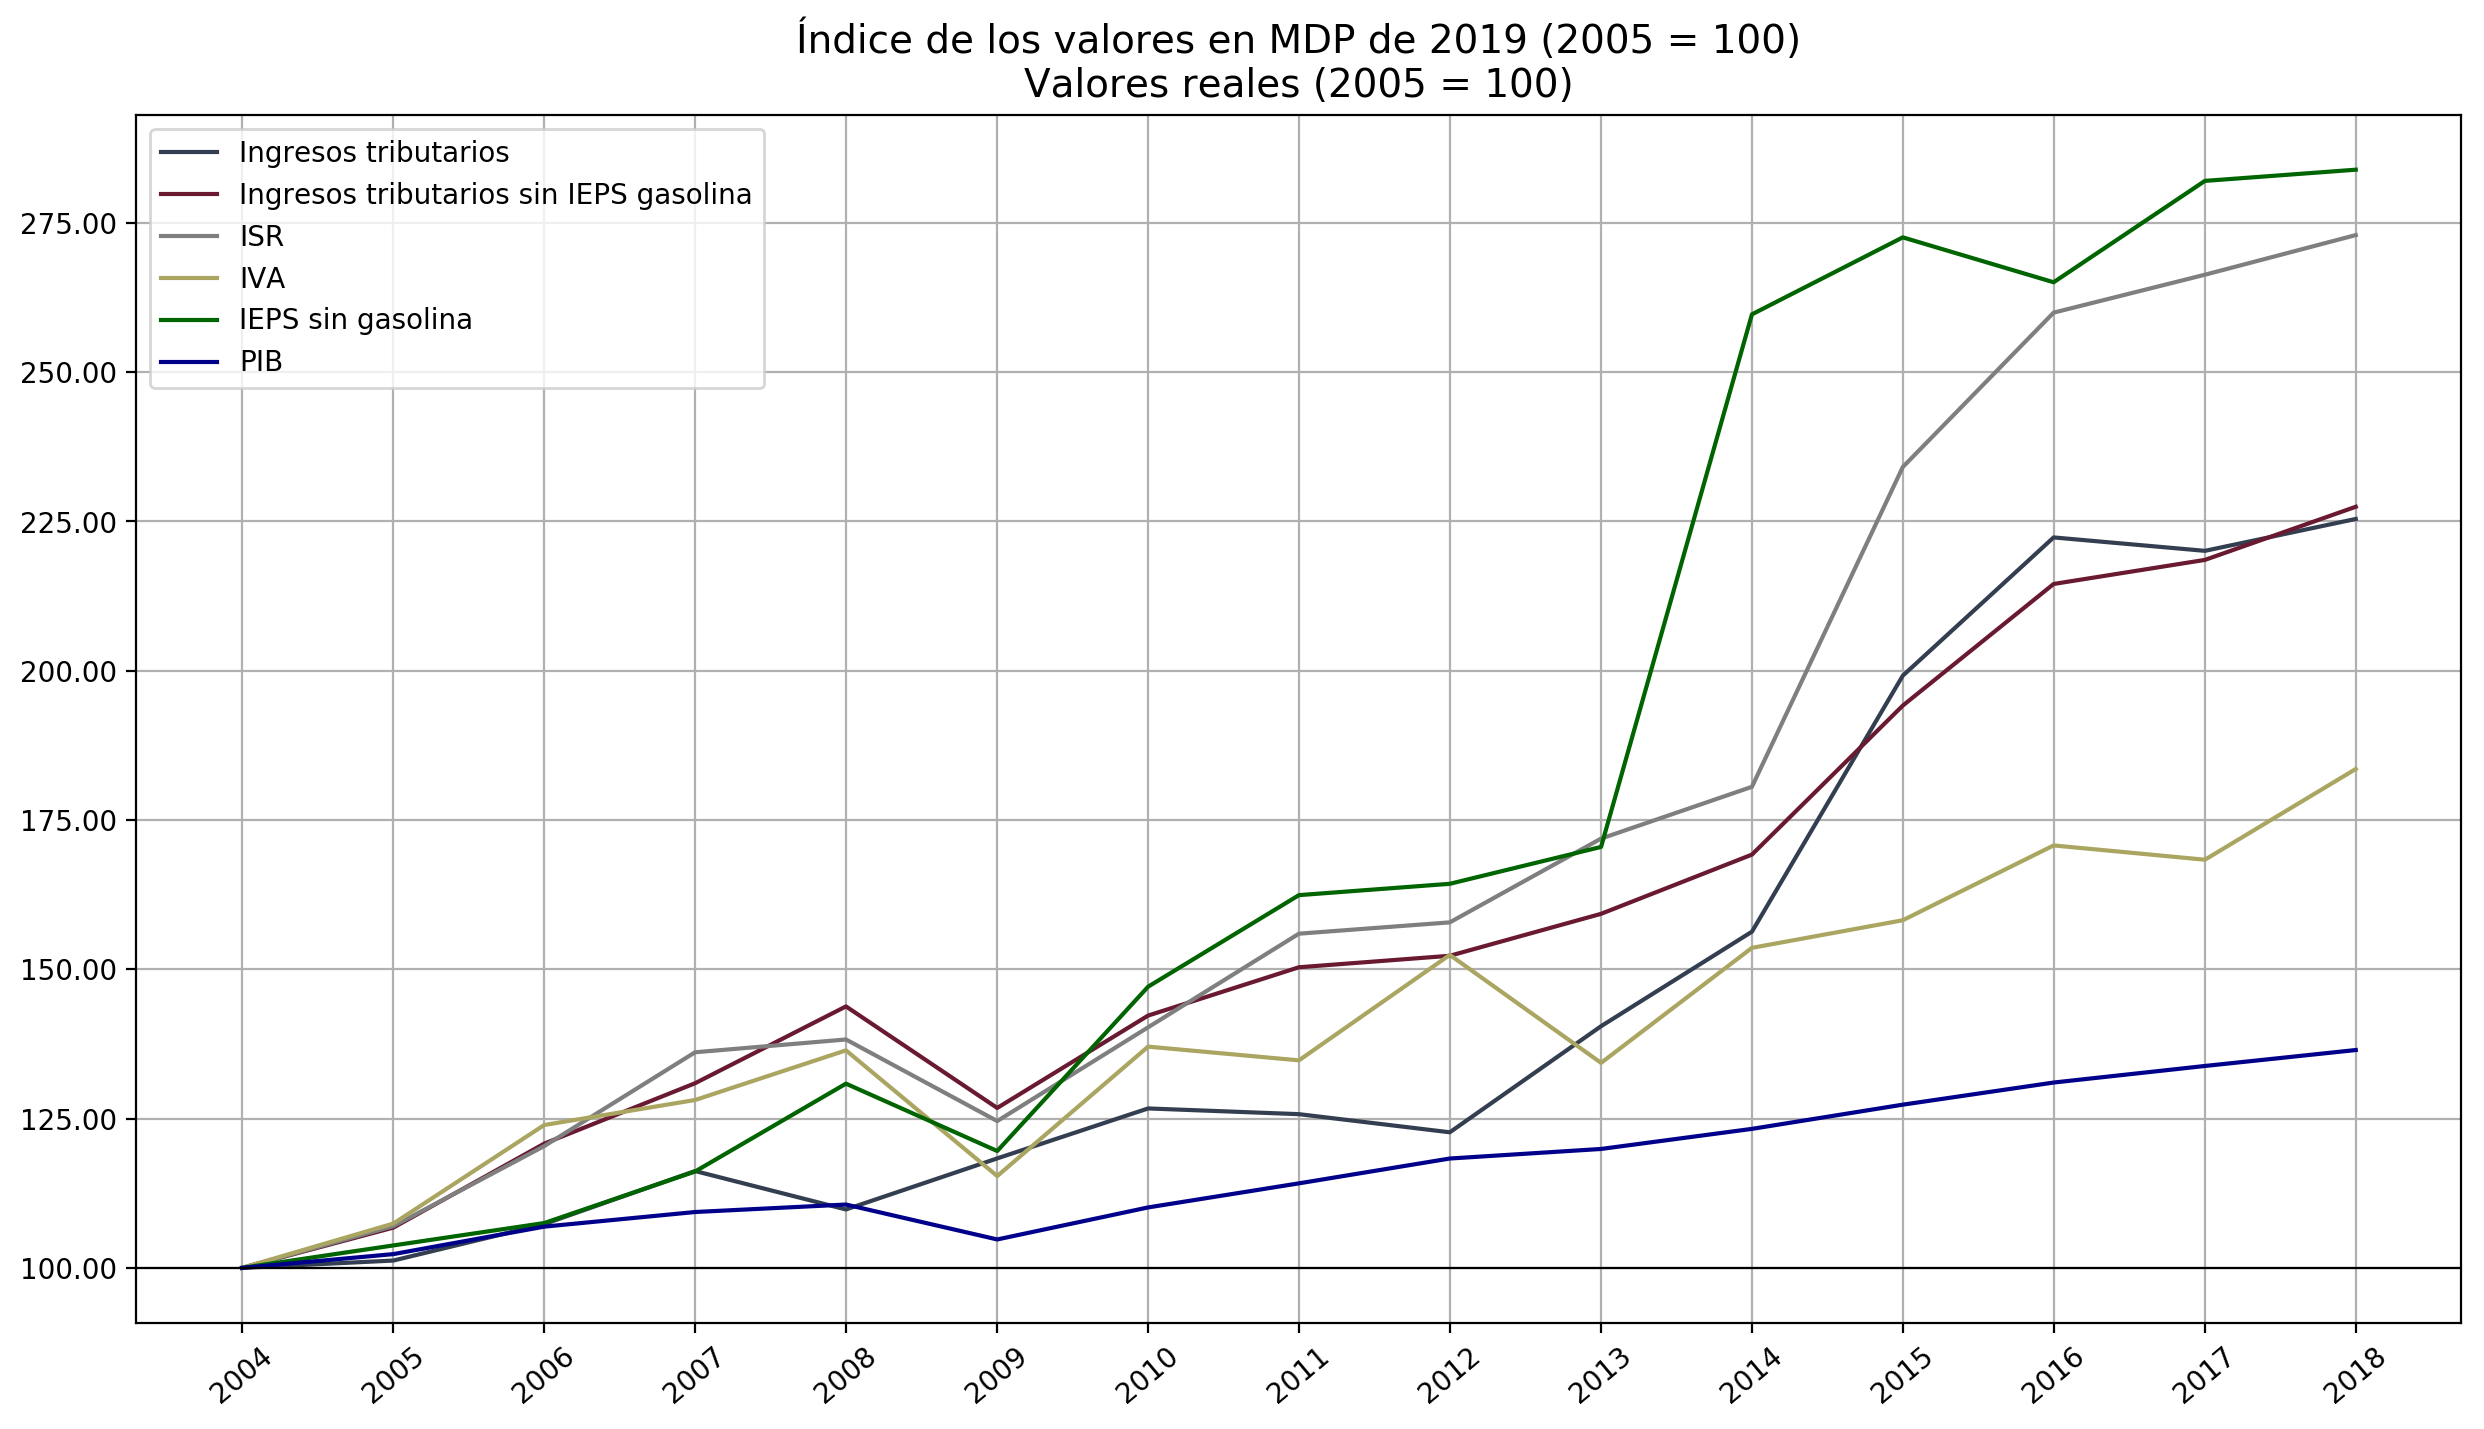 Índice de los valores en MDP de 2019 (2005 = 100)
Valores reales (2005 = 100)
Ingresos tributarios
Ingresos tributarios sin IEPS gasolina
ISR
IVA
IEPS sin gasolina
PIB
275.00
250.00
225.00
200.00
175.00
150.00
125.00
100.00
2004 2005 2006 2007 2008 2009 2010 2011 2012 2013 2014 2015 2016 2017 2018